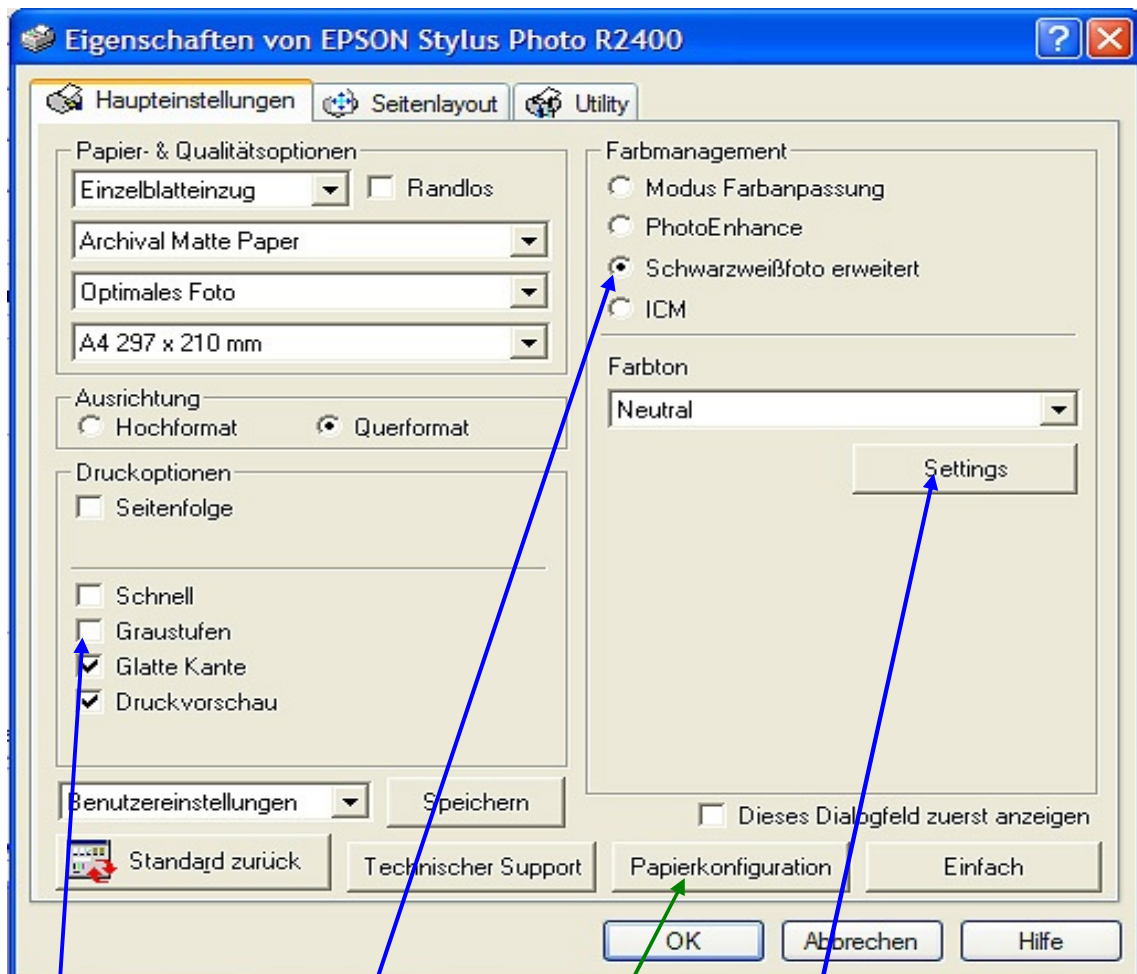 Eigenschaften von EPSON Stylus Photo R2400
Haupteinstellungen
Seitenlayout
Utility
Papier- & Qualitätsoptionen
Einzelblatteinzug
Randlos
Archival Matte Paper
Optimales Foto
A4 297 x 210 mm
Ausrichtung
Hochformat
Querformat
Druckoptionen
Seitenfolge
Schnell
Graustufen
Glatte Kante
Druckvorschau
Farbmanagement
Modus Farbanpassung
PhotoEnhance
Schwarzweißfoto erweitert
ICM
Farbton
Neutral
Settings
Benutzereinstellungen
Speichern
Dieses Dialogfeld zuerst anzeigen
Standard zurück
Technischer Support
Papierkonfiguration
Einfach
OK
Abbrechen
Hilfe